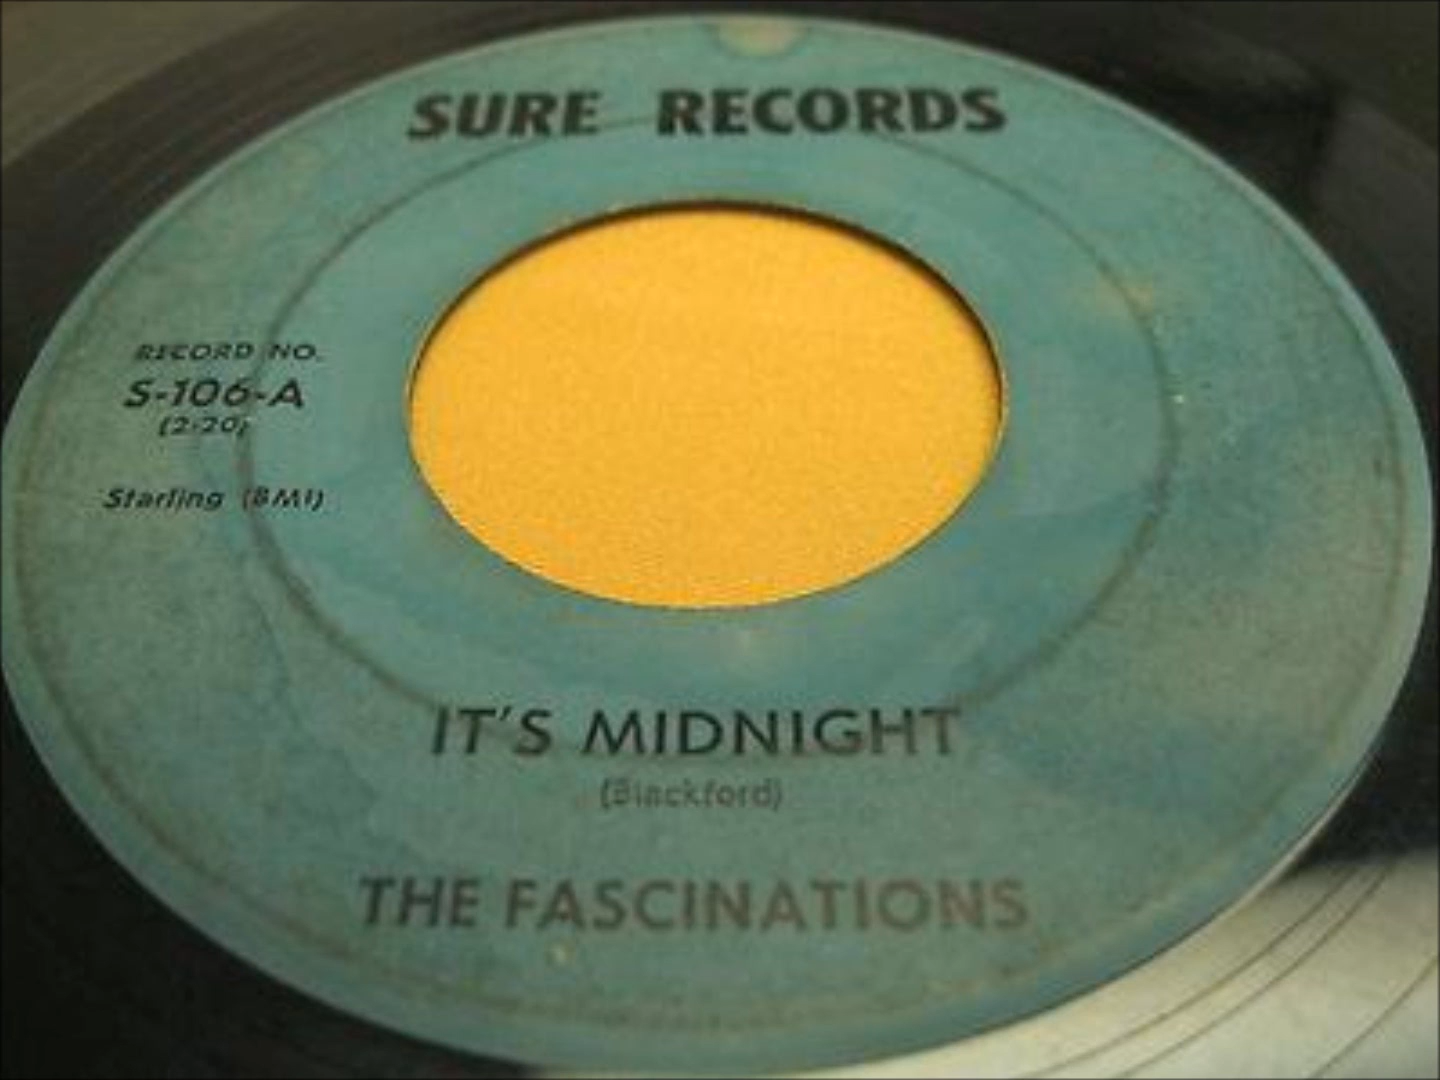 SURE RECORDS
RECORD NO.
S-106-A
(2:20)
Starling (BMI)
IT'S MIDNIGHT
(Blackford)
THE FASCINATIONS